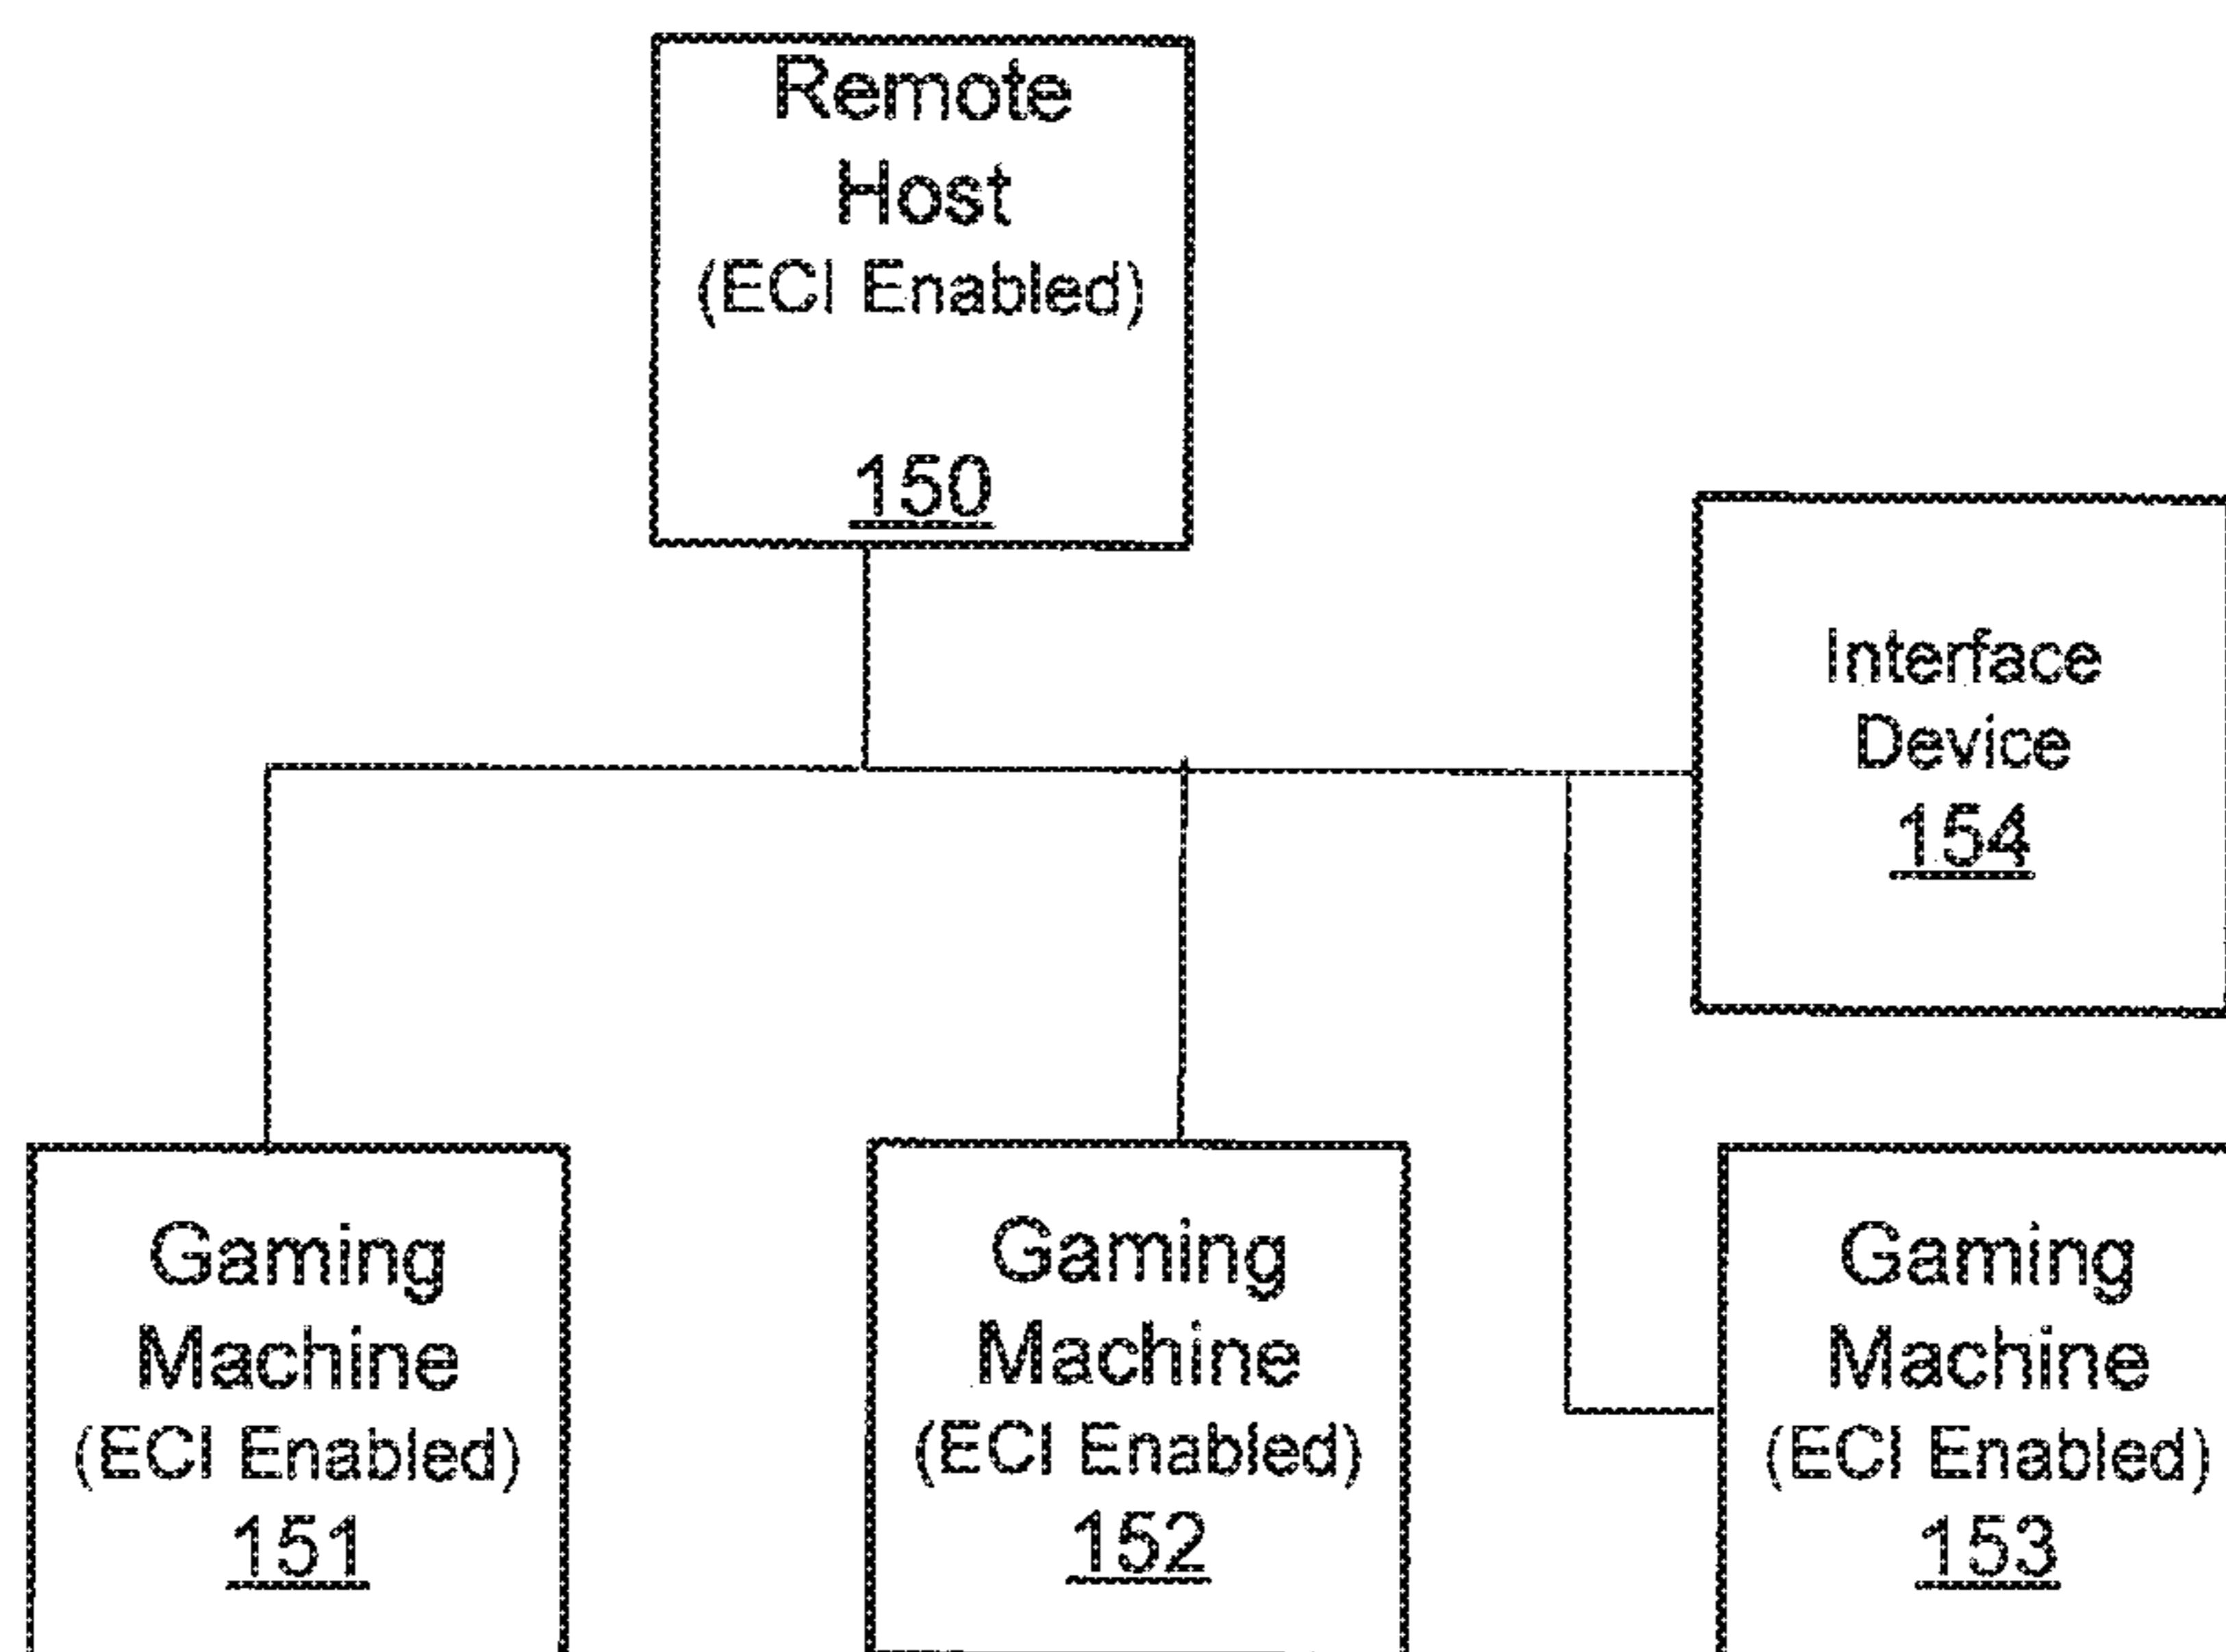 Remote
Host
(ECI Enabled)
150
Interface
Device
154
Gaming
Machine
(ECI Enabled)
151
Gaming
Machine
(ECI Enabled)
152
Gaming
Machine
(ECI Enabled)
153